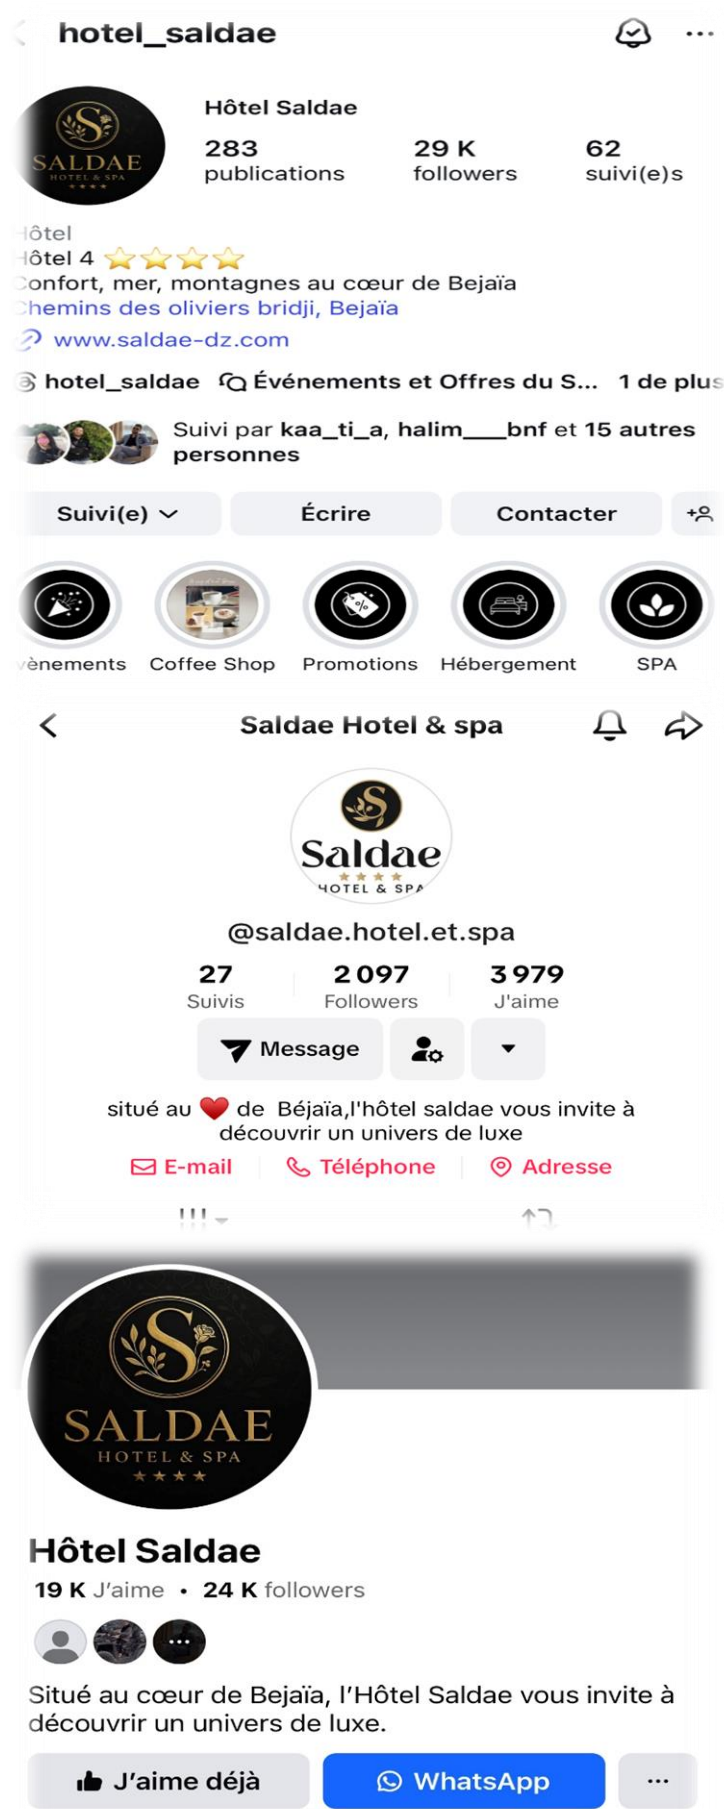 hotel_saldae
Hôtel Saldae
283
29 K
62
publications
followers
suivi(e)s
SALDAE
HOTEL & SPA
Hôtel
Hôtel 4 ⭐⭐⭐⭐
Confort, mer, montagnes au cœur de Bejaïa
Chemins des oliviers bridji, Bejaïa
www.saldae-dz.com
hotel_saldae Événements et Offres du S... 1 de plus
Suivi par kaa_ti_a, halim___bnf et 15 autres
personnes
Suivi(e) Écrire Contacter
vènements Coffee Shop Promotions Hébergement SPA
Saldae Hotel & spa
Saldae
HOTEL & SPA
@saldae.hotel.et.spa
27 2 097 3 979
Suivis Followers J'aime
Message
situé au ❤️ de Béjaïa,l'hôtel saldae vous invite à
découvrir un univers de luxe
E-mail Téléphone Adresse
SALDAE
HOTEL & SPA
Hôtel Saldae
19 K J’aime • 24 K followers
Situé au cœur de Bejaïa, l’Hôtel Saldae vous invite à
découvrir un univers de luxe.
J’aime déjà WhatsApp ...